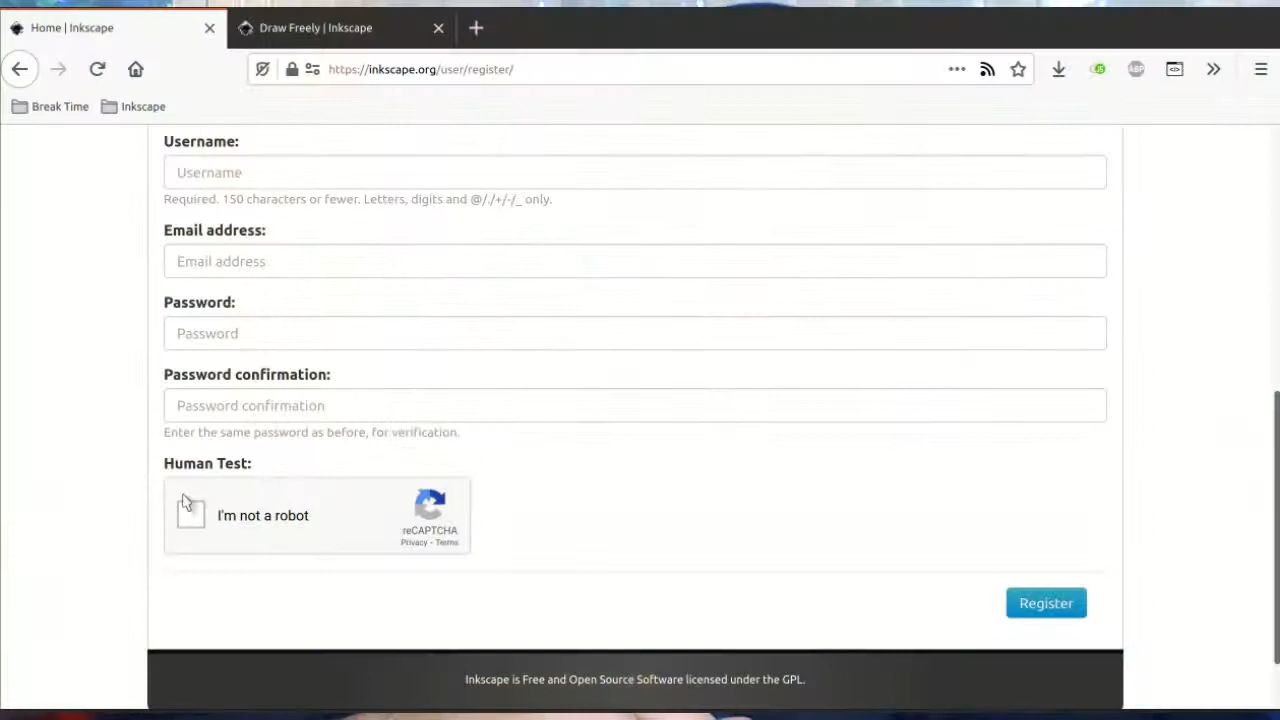 Home | Inkscape
Draw Freely | Inkscape
https://inkscape.org/user/register/
JS
ABP
Break Time
Inkscape
Username:
Username
Required. 150 characters or fewer. Letters, digits and @/./+/-/_ only.
Email address:
Email address
Password:
Password
Password confirmation:
Password confirmation
Enter the same password as before, for verification.
Human Test:
I'm not a robot
reCAPTCHA
Privacy - Terms
Register
Inkscape is Free and Open Source Software licensed under the GPL.